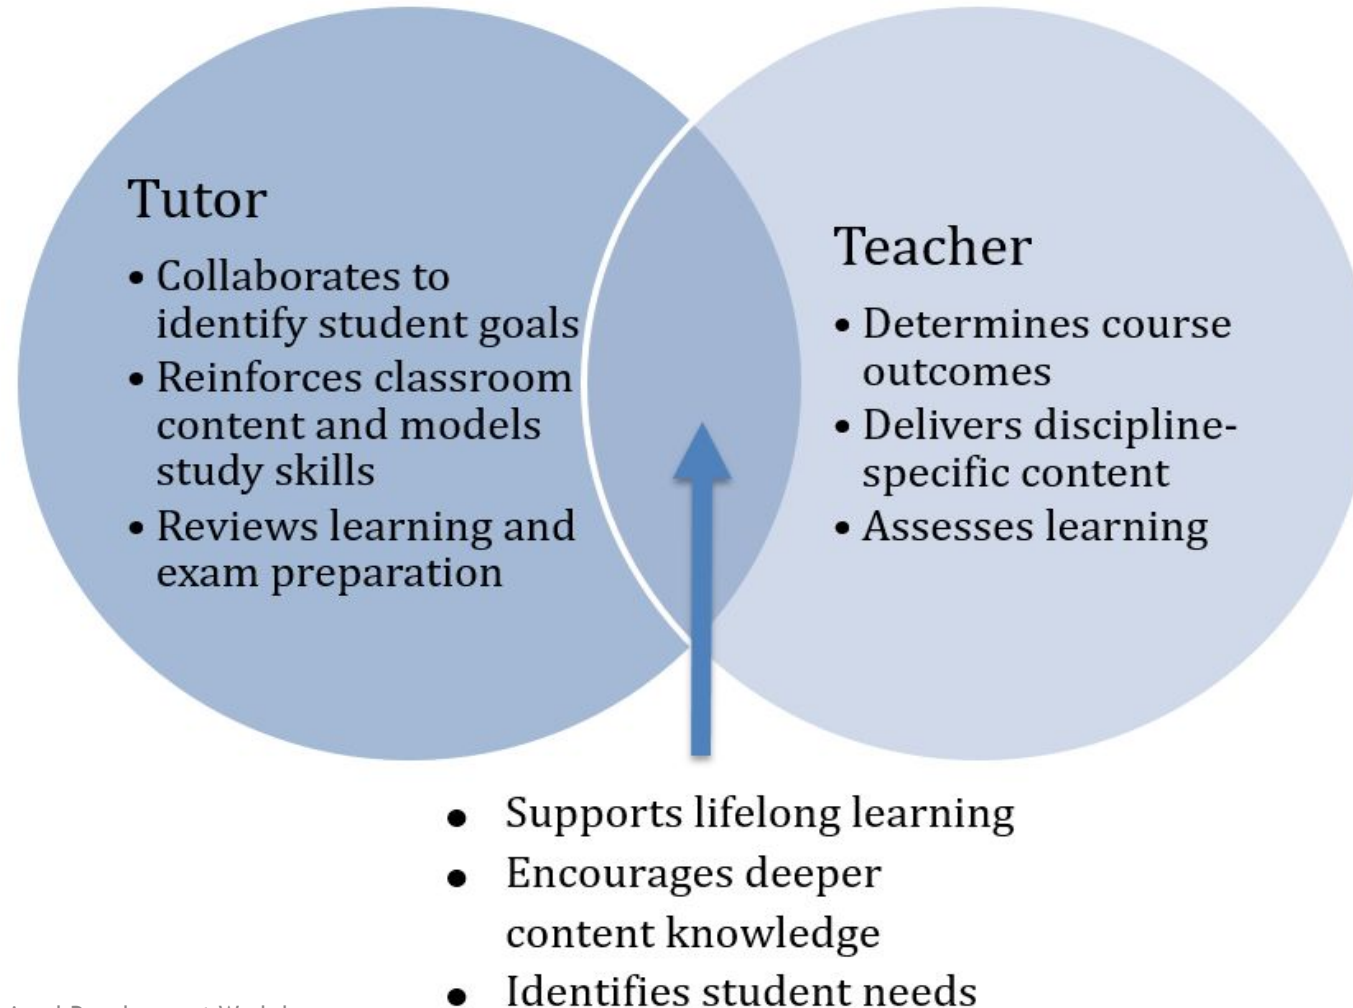 Tutor
• Collaborates to
identify student goals
• Reinforces classroom
content and models
study skills
• Reviews learning and
exam preparation
Teacher
• Determines course
outcomes
• Delivers discipline-
specific content
• Assesses learning
• Supports lifelong learning
• Encourages deeper
content knowledge
• Identifies student needs